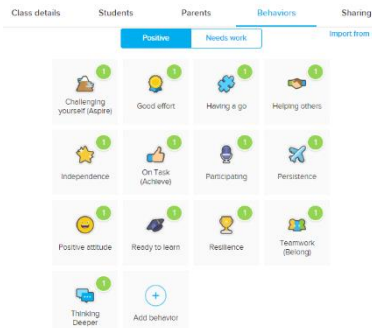 Class details Students Parents Behaviors Sharing
Positive Needs work Import from
1 1 1 1
Challenging yourself (Aspire) Good effort Having a go Helping others
1 1 1 1
Independence On Task (Achieve) Participating Persistence
1 1 1 1
Positive attitude Ready to learn Resilience Teamwork (Belong)
1
Thinking Deeper Add behavior